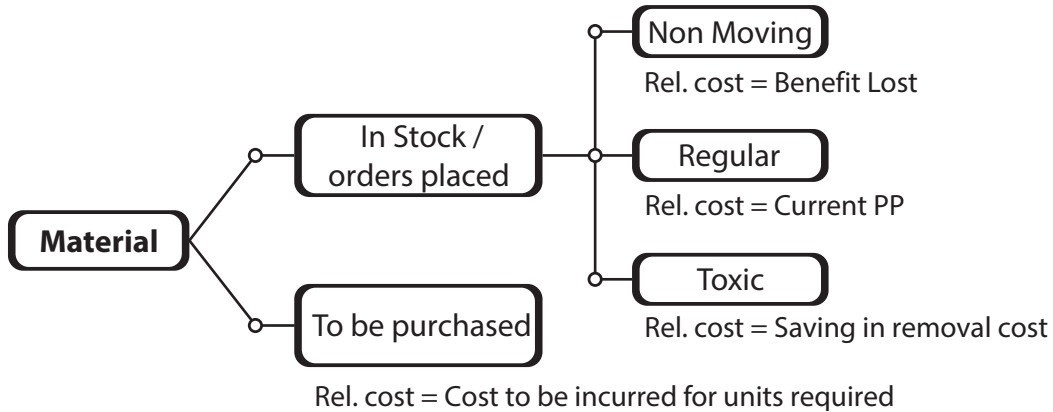 Non Moving
Rel. cost = Benefit Lost
In Stock /
orders placed
Regular
Rel. cost = Current PP
Material
Toxic
Rel. cost = Saving in removal cost
To be purchased
Rel. cost = Cost to be incurred for units required